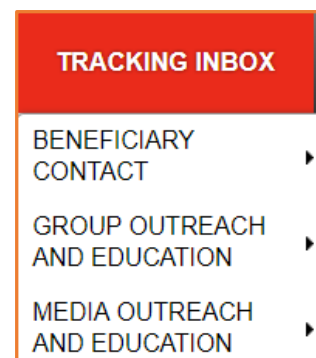 TRACKING INBOX
BENEFICIARY
CONTACT
GROUP OUTREACH
AND EDUCATION
MEDIA OUTREACH
AND EDUCATION